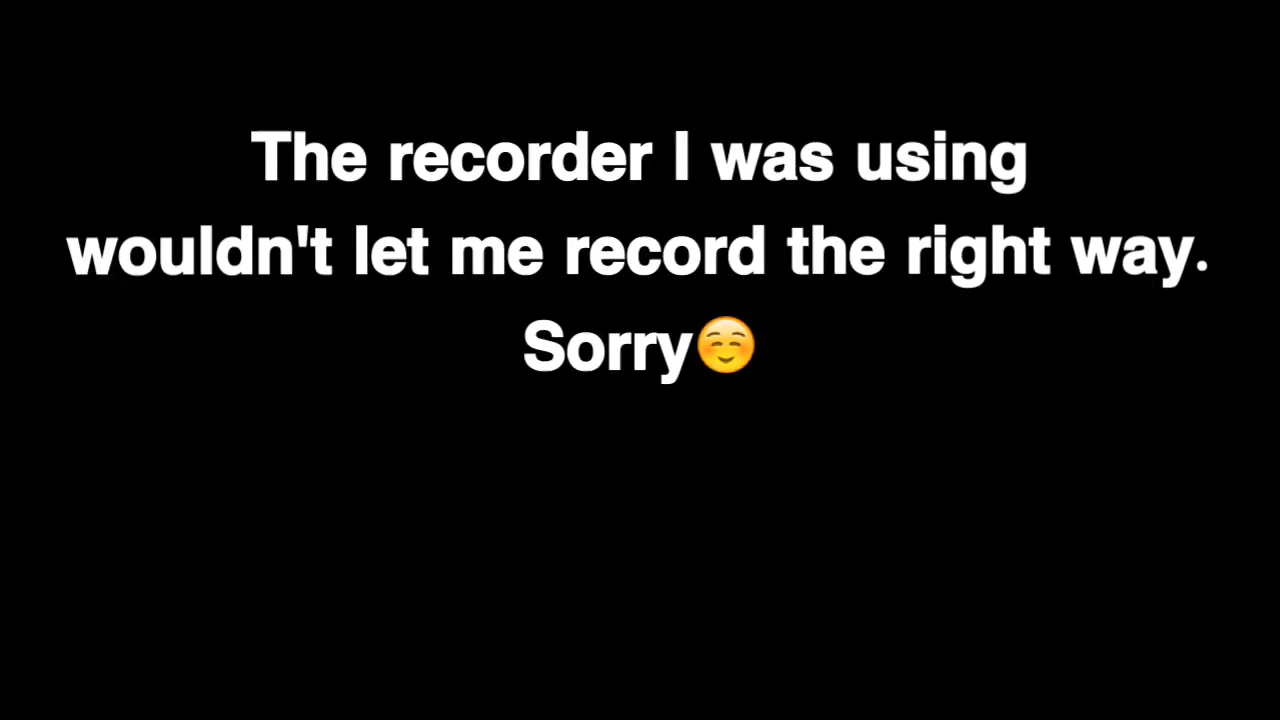 The recorder I was using
wouldn't let me record the right way.
Sorry☺️